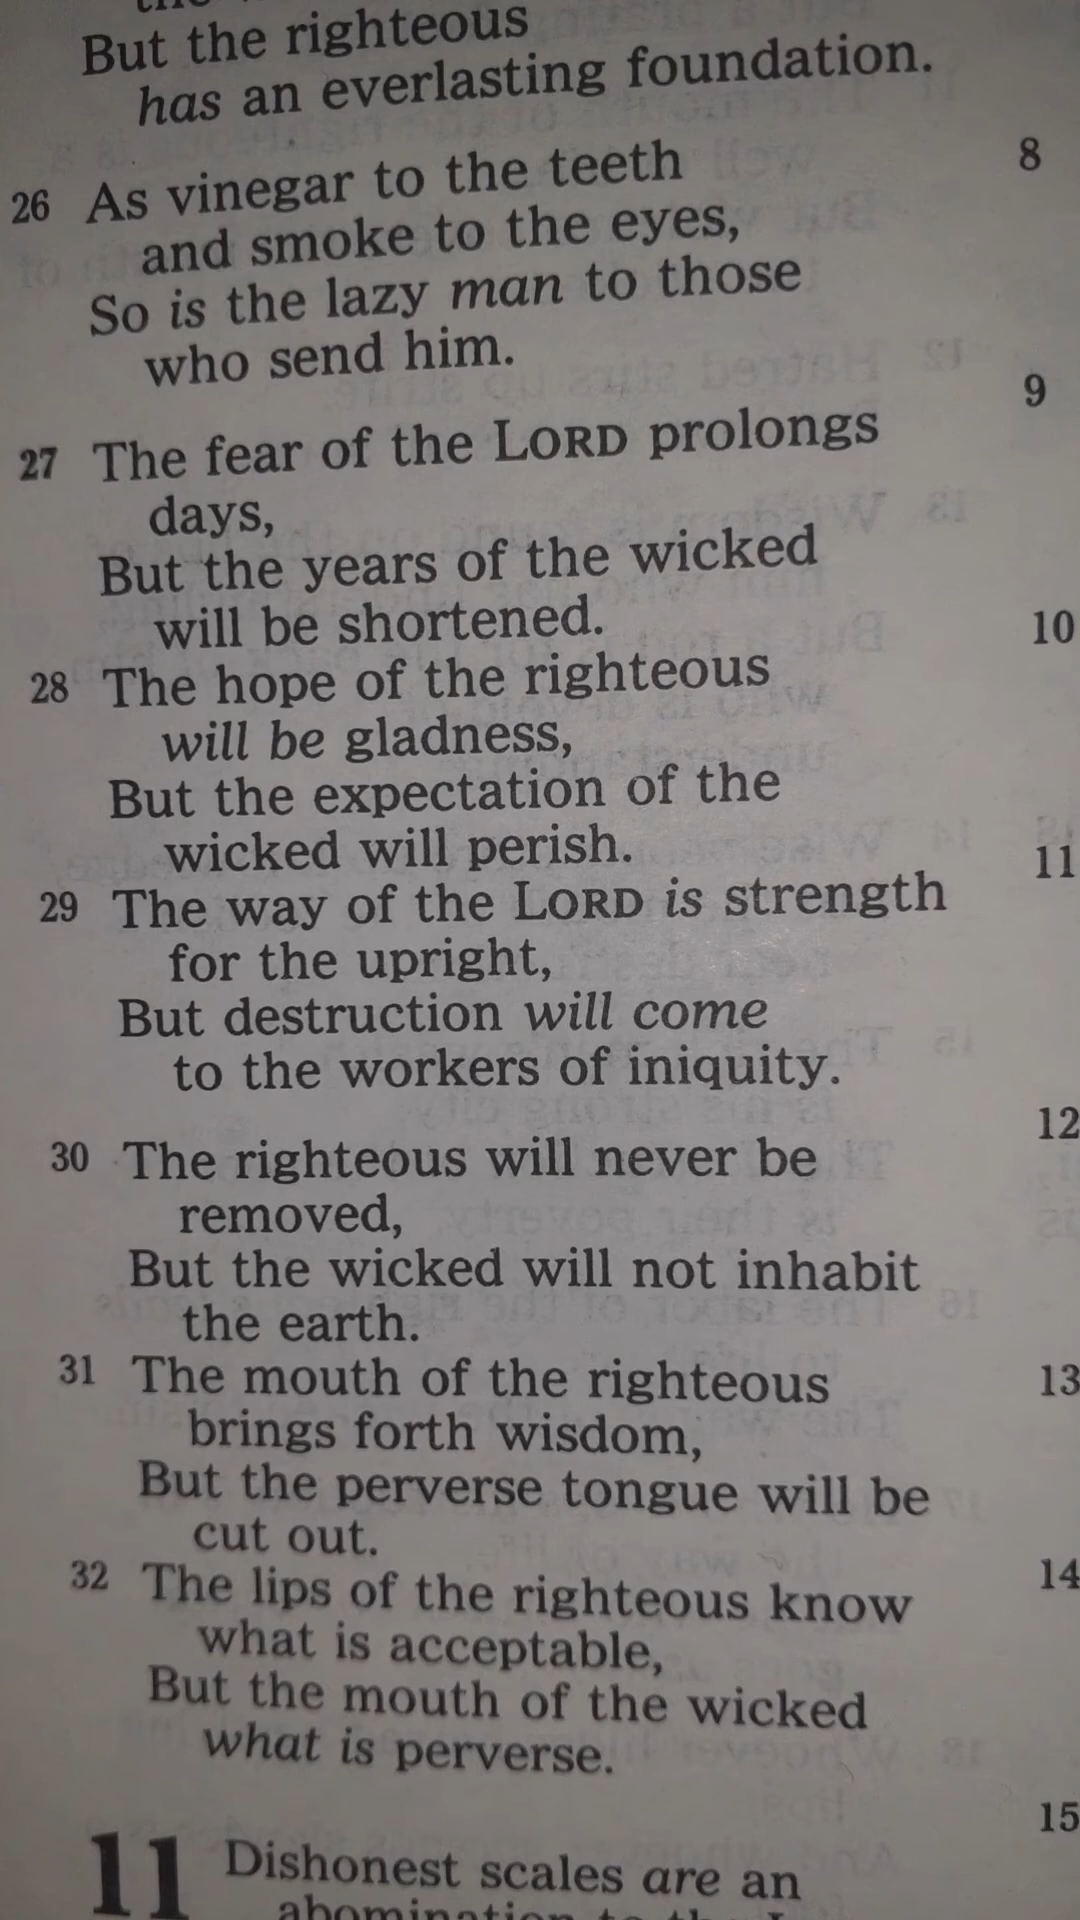 But the righteous
has an everlasting foundation.
26 As vinegar to the teeth
and smoke to the eyes,
So is the lazy man to those
who send him.
27 The fear of the LORD prolongs
days,
But the years of the wicked
will be shortened.
28 The hope of the righteous
will be gladness,
But the expectation of the
wicked will perish.
29 The way of the LORD is strength
for the upright,
But destruction will come
to the workers of iniquity.
30 The righteous will never be
removed,
But the wicked will not inhabit
the earth.
31 The mouth of the righteous
brings forth wisdom,
But the perverse tongue will be
cut out.
32 The lips of the righteous know
what is acceptable,
But the mouth of the wicked
what is perverse.
11 Dishonest scales are an
abomination to the
8
9
10
11
12
13
14
15